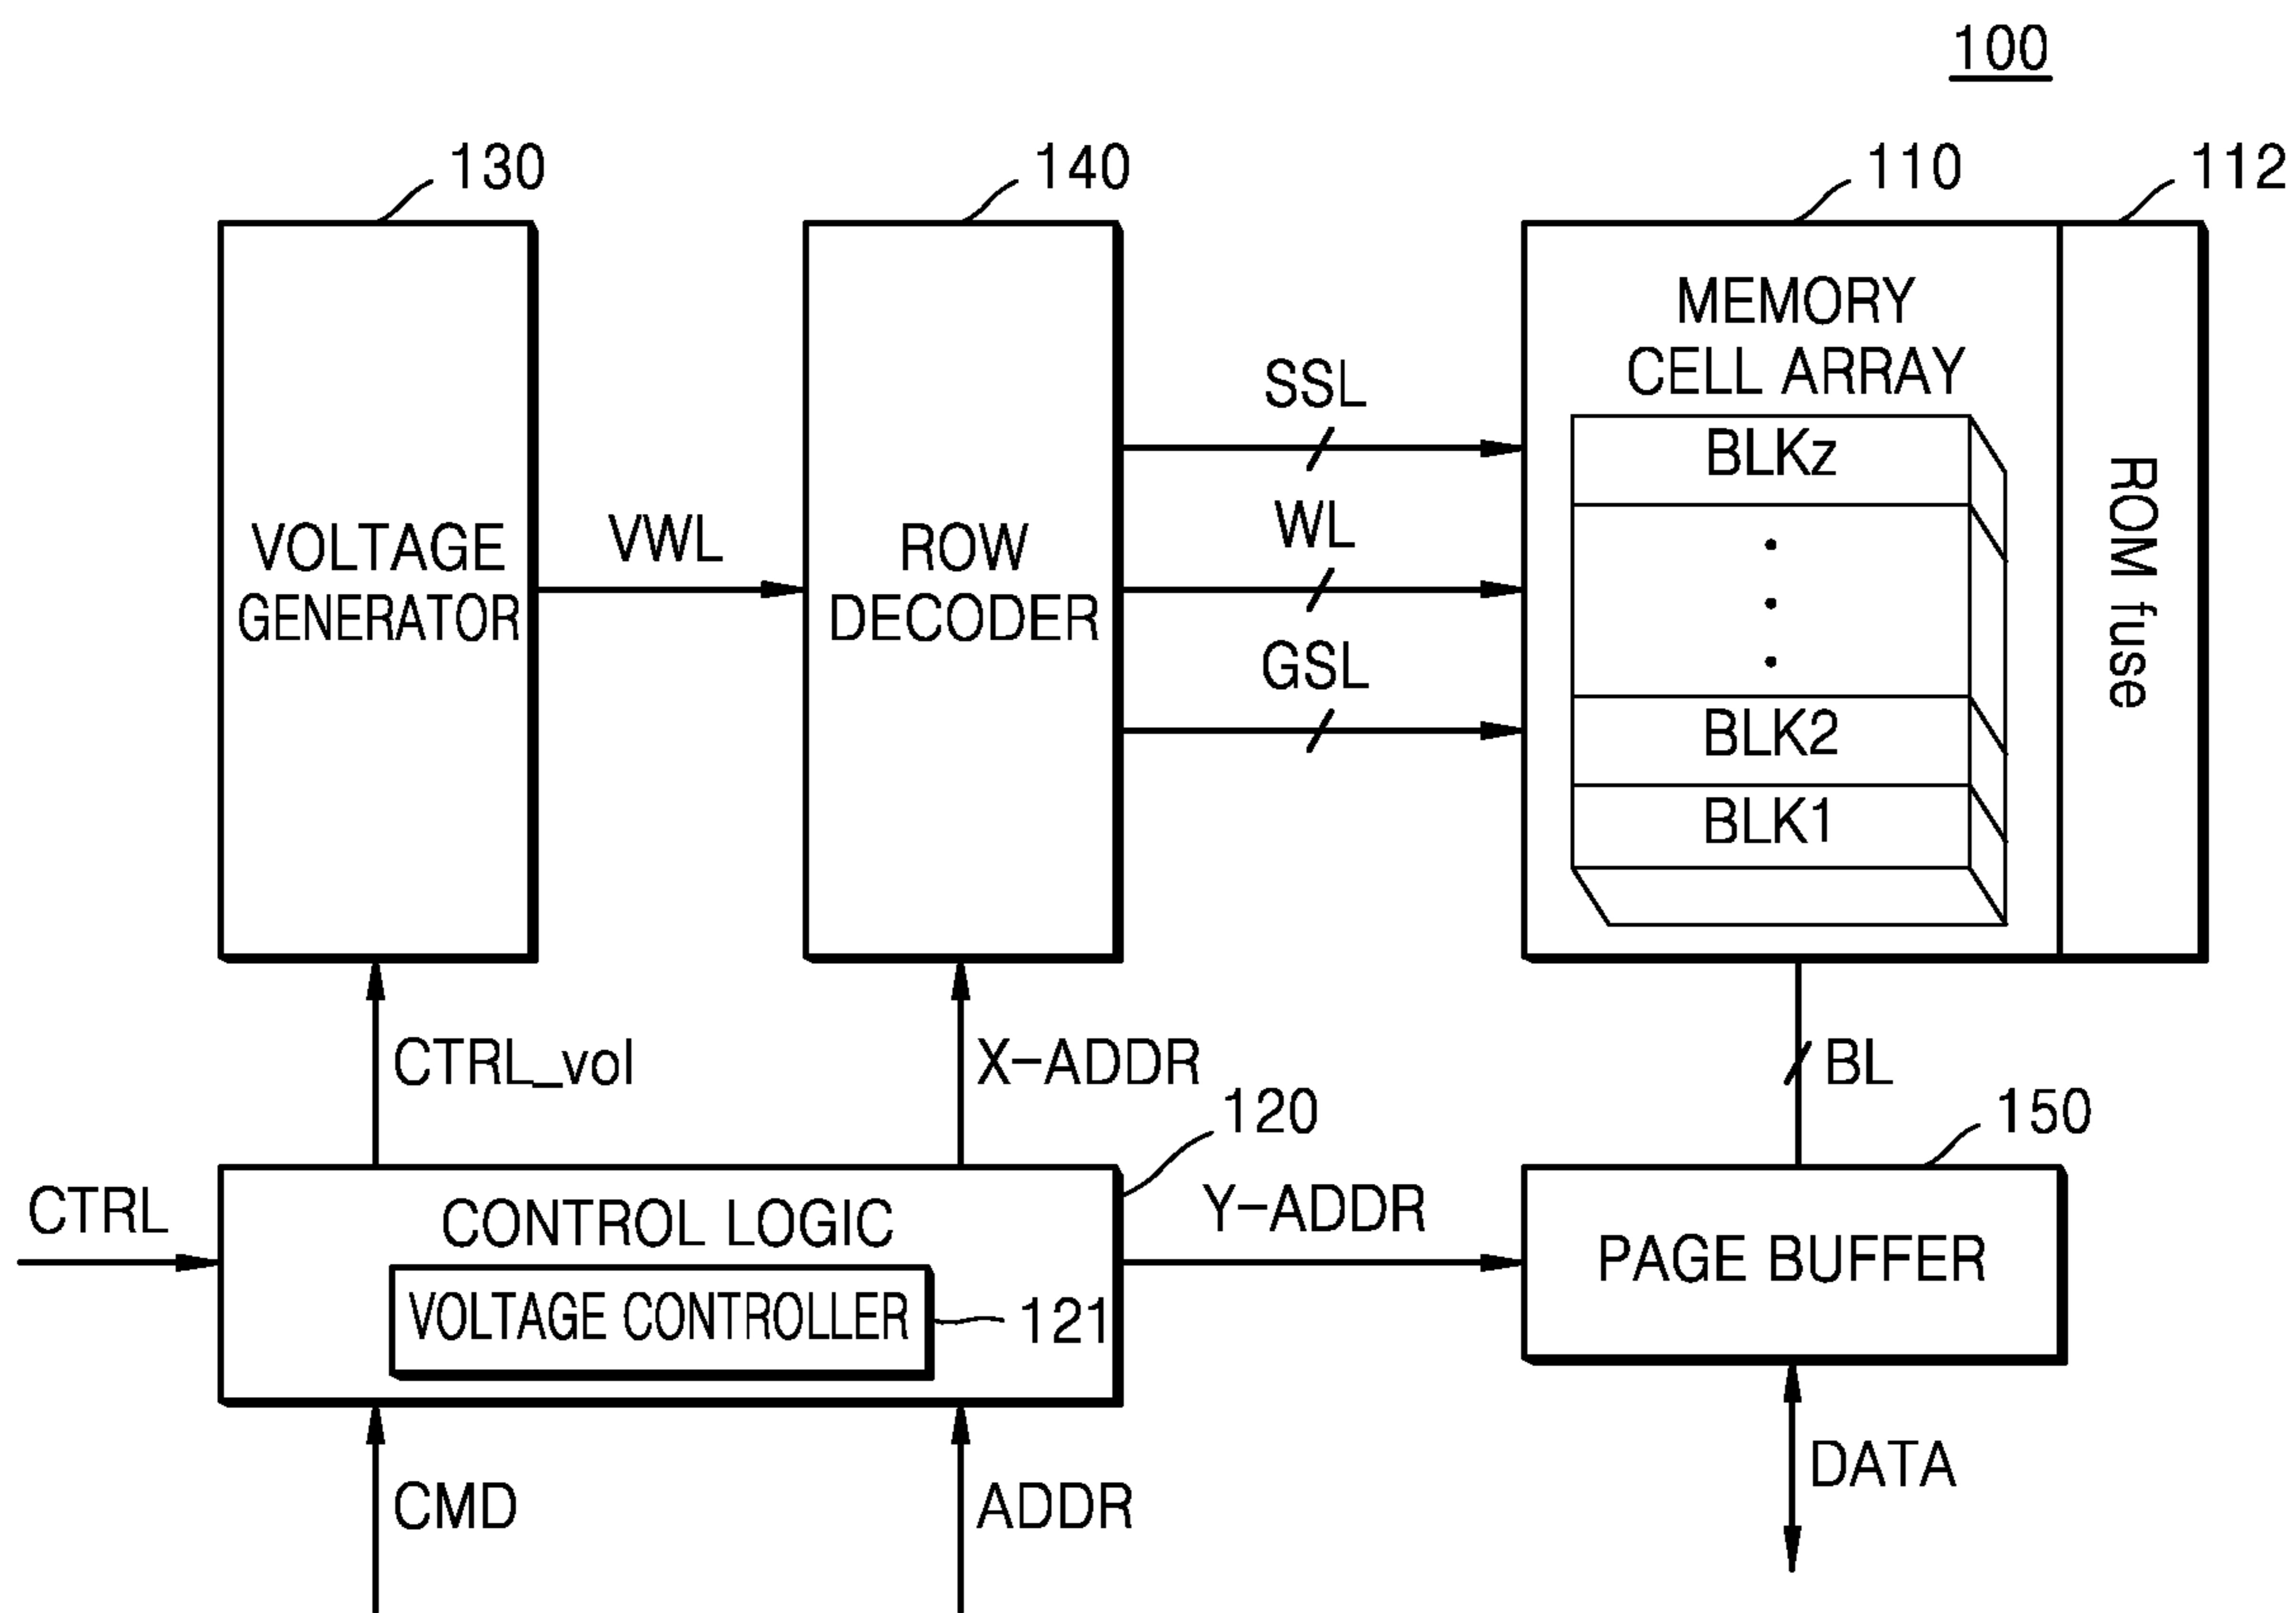 100
130
140
110
112
MEMORY
CELL ARRAY
SSL
BLKz
VOLTAGE
GENERATOR
VWL
ROW
DECODER
WL
ROM fuse
GSL
BLK2
BLK1
CTRL_vol
X-ADDR
BL
120
150
CTRL
CONTROL LOGIC
Y-ADDR
PAGE BUFFER
VOLTAGE CONTROLLER
121
CMD
ADDR
DATA